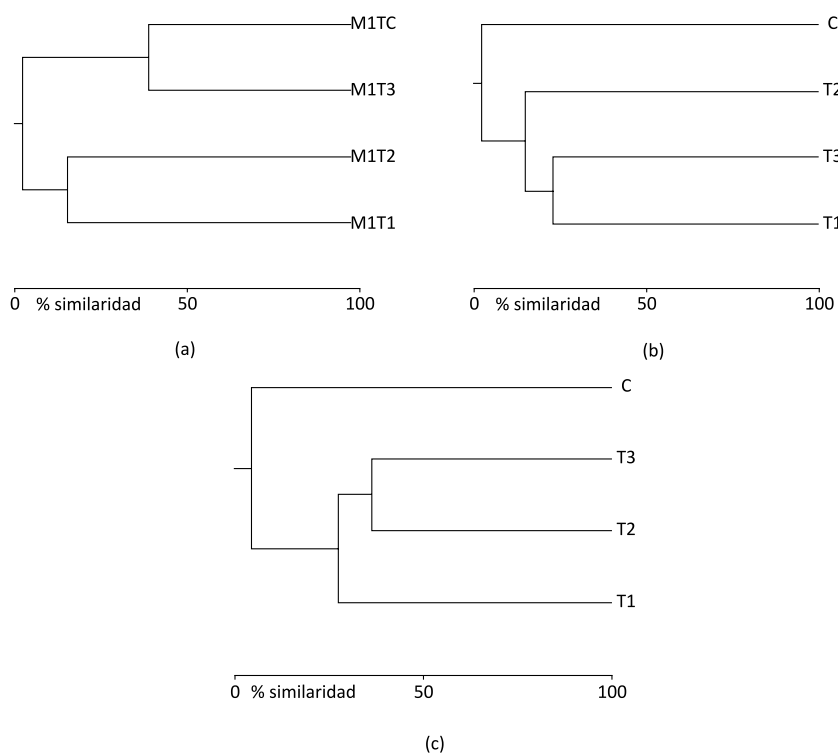 M1TC
M1T3
M1T2
M1T1
0 % similaridad 50 100
(a)
C
T2
T3
T1
0 % similaridad 50 100
(b)
C
T3
T2
T1
0 % similaridad 50 100
(c)